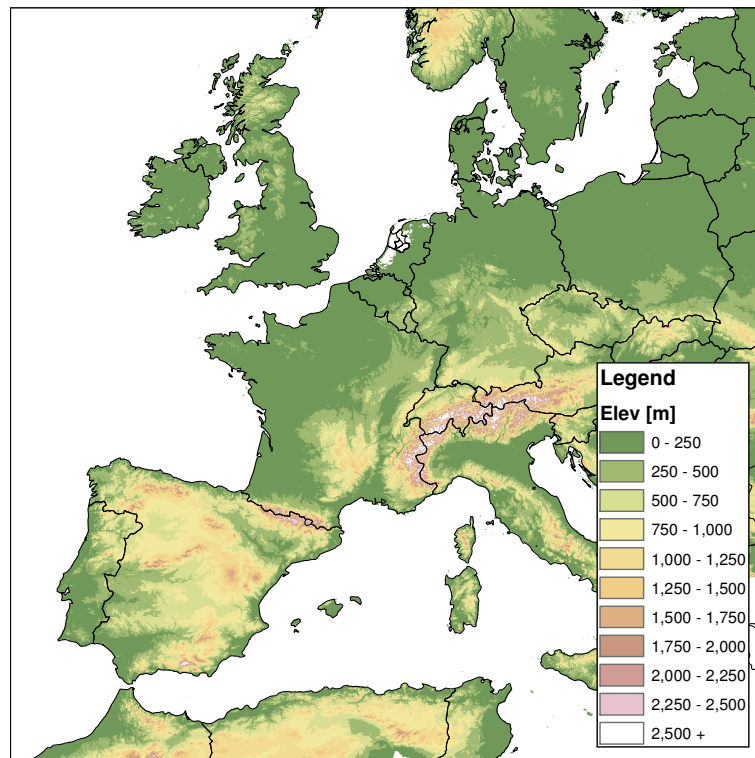 Legend
Elev [m]
0 - 250
250 - 500
500 - 750
750 - 1,000
1,000 - 1,250
1,250 - 1,500
1,500 - 1,750
1,750 - 2,000
2,000 - 2,250
2,250 - 2,500
2,500 +